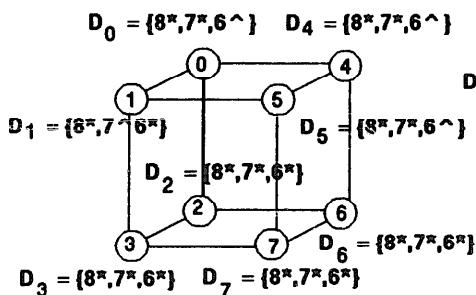 D0 = {8*,7*,6^} D4 = {8*,7*,6^}
0 4
D
1 5
D1 = {8*,7^6*} D5 = {8*,7*,6^}
D2 = {8*,7*,6*}
2 6
3 7
D6 = {8*,7*,6*}
D3 = {8*,7*,6*} D7 = {8*,7*,6*}